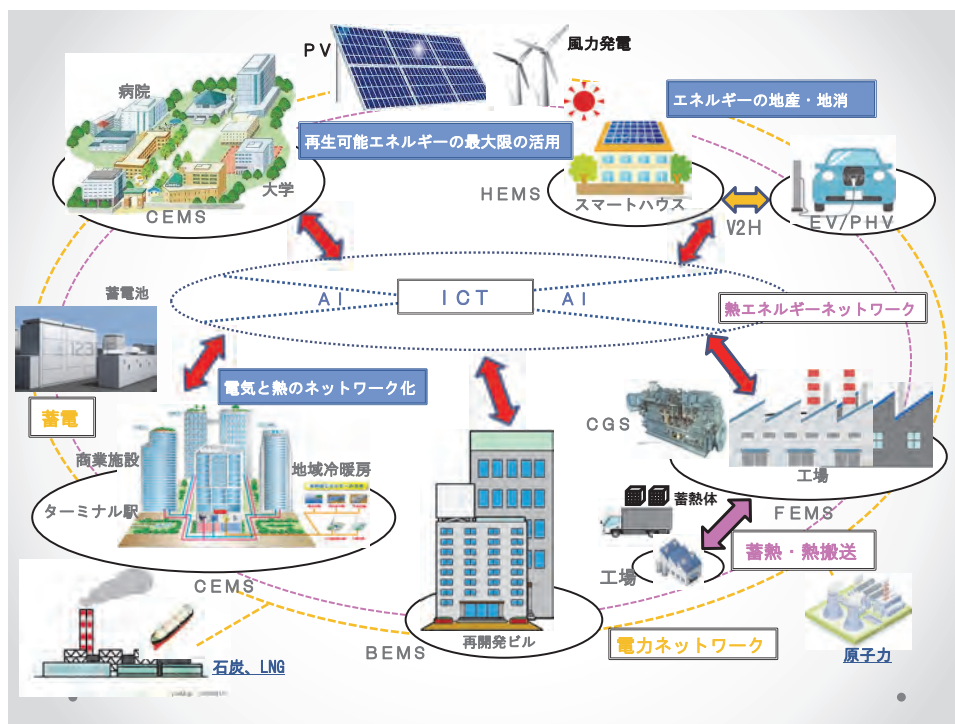 PV
風力発電
病院
エネルギーの地産・地消
再生可能エネルギーの最大限の活用
大学
HEMS
スマートハウス
CEMS
V2H
EV/PHV
蓄電池
AI
ICT
AI
熱エネルギーネットワーク
123
電気と熱のネットワーク化
蓄電
CGS
商業施設
地域冷暖房
工場
ターミナル駅
蓄熱体
FEMS
蓄熱・熱搬送
工場
CEMS
BEMS
再開発ビル
電力ネットワーク
石炭、LNG
原子力